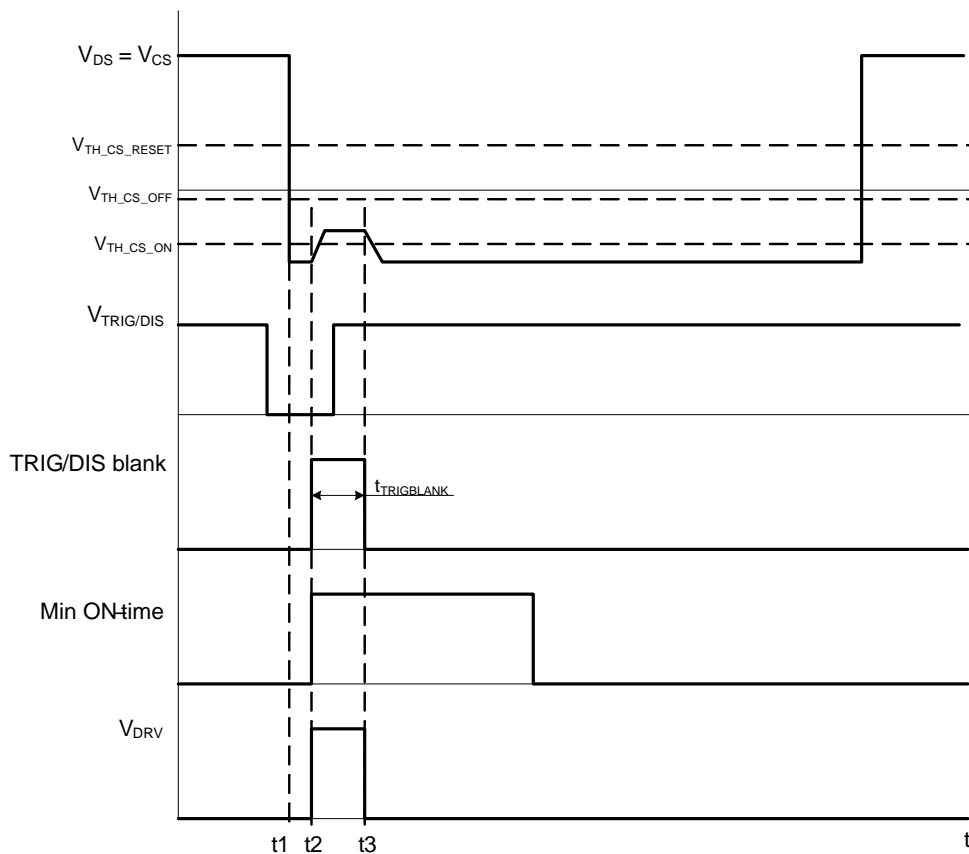 VDS = VCS
VTH_CS_RESET
VTH_CS_OFF
VTH_CS_ON
VTRIG/DIS
TRIG/DIS blank
tTRIGBLANK
Min ON-time
VDRV
t1 t2 t3 t